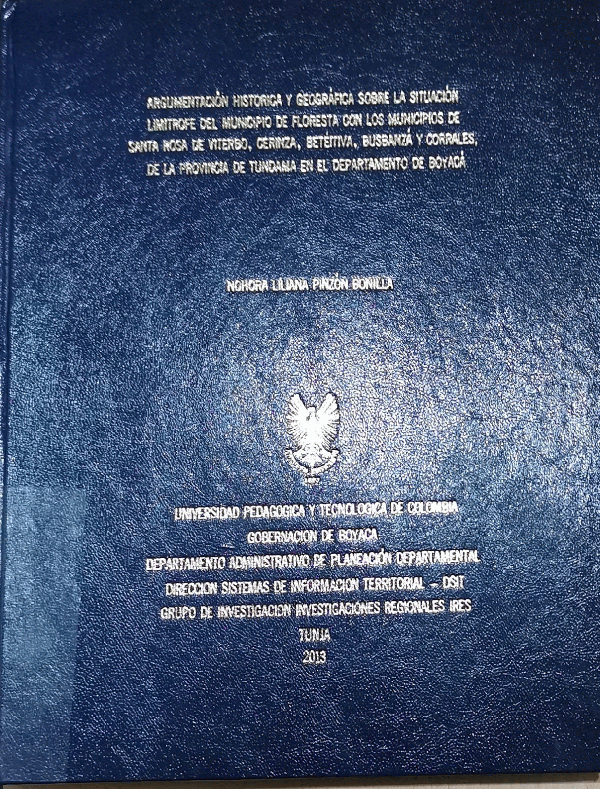 ARGUMENTACIÓN HISTORICA Y GEOGRÁFICA SOBRE LA SITUACIÓN
LIMITROFE DEL MUNICIPIO DE FLORESTA CON LOS MUNICIPIOS DE
SANTA ROSA DE VITERBO, CERINZA, BETÉITIVA, BUSBANZÁ Y CORRALES,
DE LA PROVINCIA DE TUNDAMA EN EL DEPARTAMENTO DE BOYACÁ
NOHORA LILIANA PINZÓN BONILLA
UNIVERSIDAD PEDAGOGICA Y TECNOLOGICA DE COLOMBIA
GOBERNACION DE BOYACA
DEPARTAMENTO ADMINISTRATIVO DE PLANEACIÓN DEPARTAMENTAL
DIRECCION SISTEMAS DE INFORMACION TERRITORIAL – DSIT
GRUPO DE INVESTIGACION INVESTIGACIONES REGIONALES IRES
TUNJA
2013